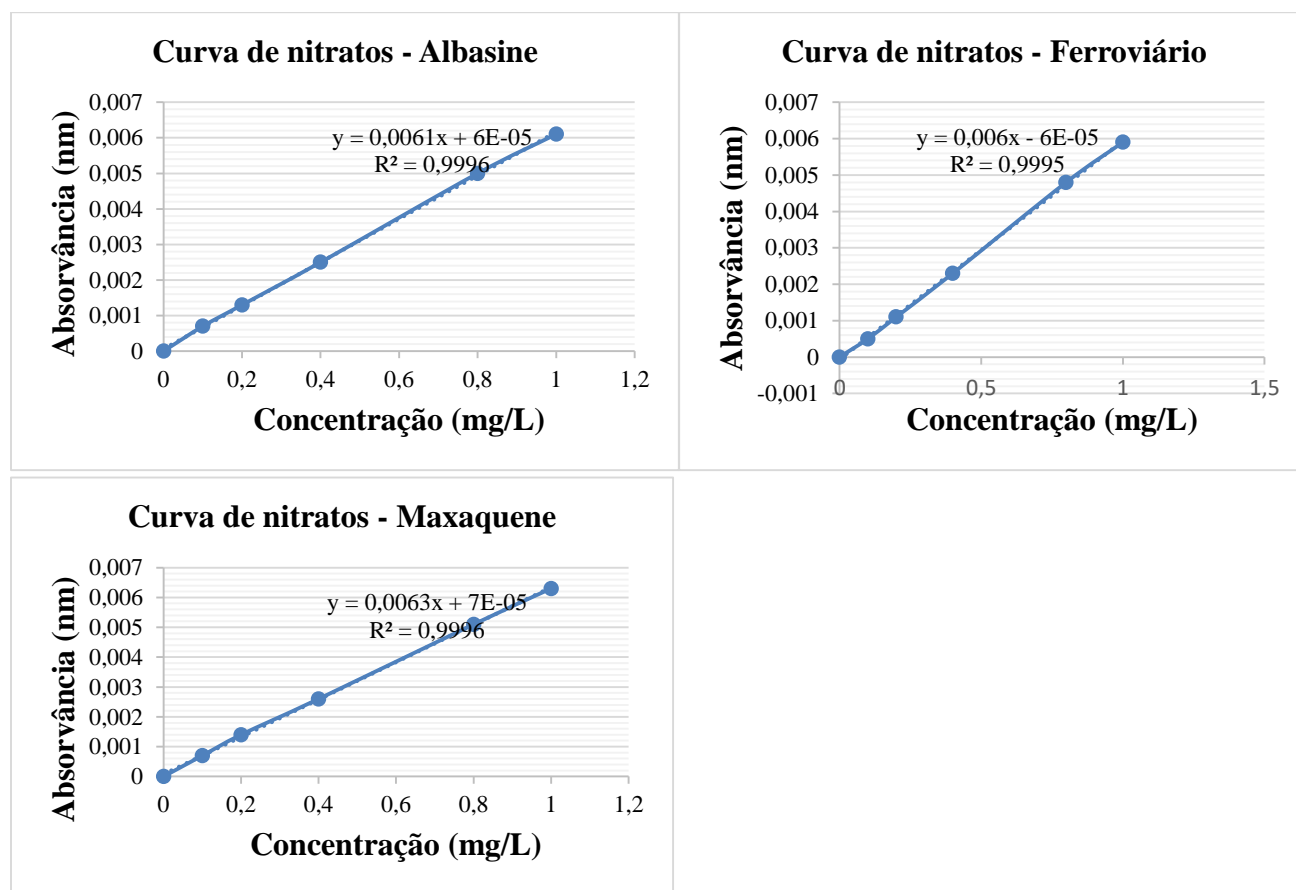 Curva de nitratos - Albasine
0,007
0,006
0,005
0,004
0,003
0,002
0,001
0
y = 0,0061x + 6E-05
R² = 0,9996
0 0,2 0,4 0,6 0,8 1 1,2
Absorvância (nm)
Concentração (mg/L)
Curva de nitratos - Ferroviário
0,007
0,006
0,005
0,004
0,003
0,002
0,001
0
-0,001
y = 0,006x - 6E-05
R² = 0,9995
0 0,5 1 1,5
Absorvância (nm)
Concentração (mg/L)
Curva de nitratos - Maxaquene
0,007
0,006
0,005
0,004
0,003
0,002
0,001
0
y = 0,0063x + 7E-05
R² = 0,9996
0 0,2 0,4 0,6 0,8 1 1,2
Absorvância (nm)
Concentração (mg/L)